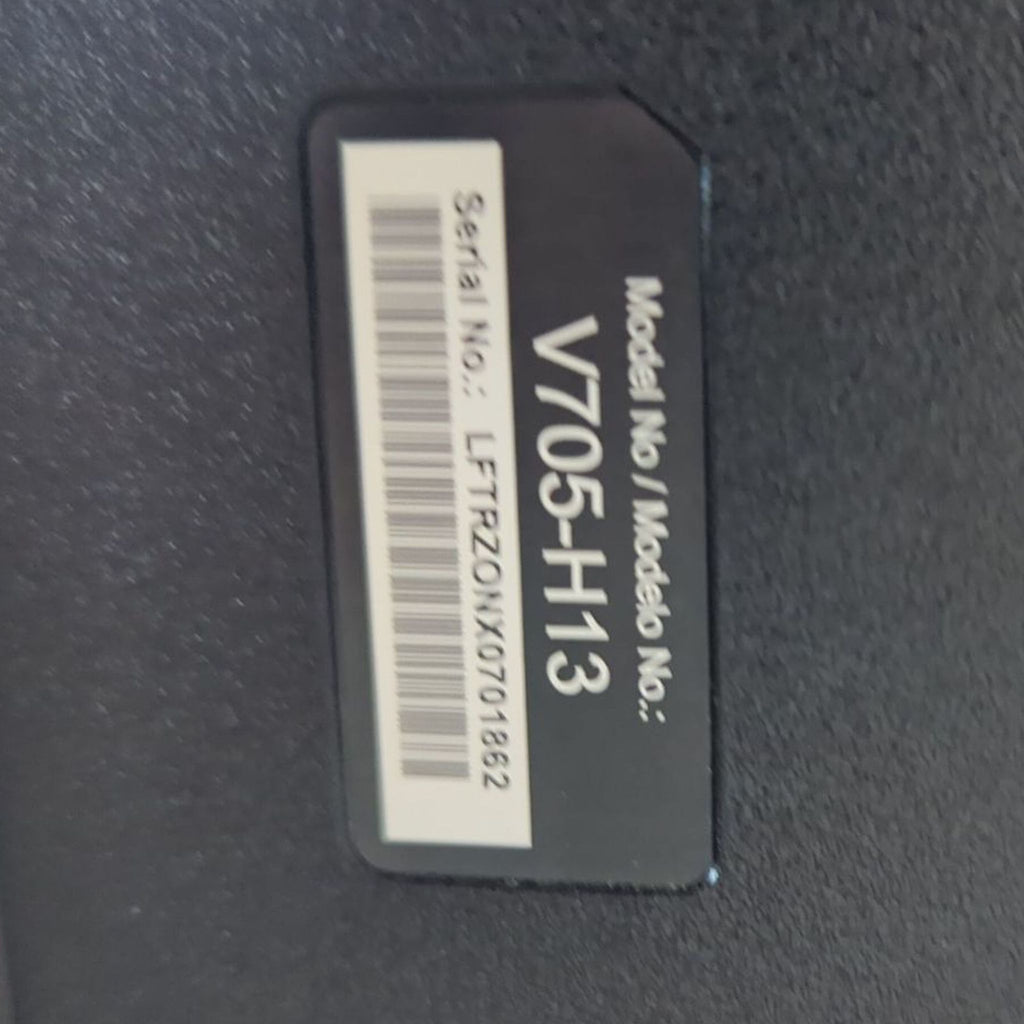 Model No / Modelo No.:
V705-H13
Serial No.: LFTRZONX0701862